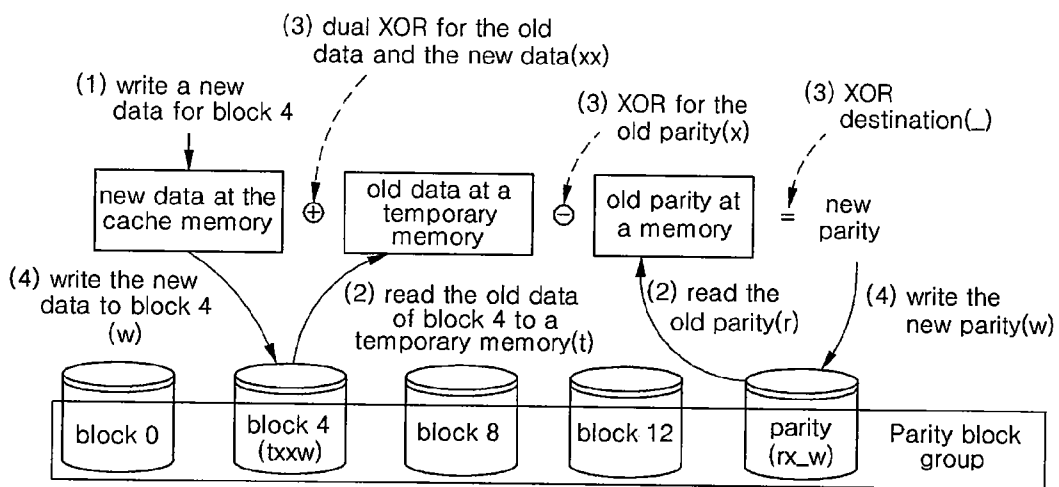 (3) dual XOR for the old
data and the new data(xx)
(1) write a new
data for block 4
(3) XOR for the
old parity(x)
(3) XOR
destination(_)
new data at the
cache memory
⊕
old data at a
temporary
memory
⊖
old parity at
a memory
=
new
parity
(4) write the new
data to block 4
(w)
(2) read the old data
of block 4 to a
temporary memory(t)
(2) read the
old parity(r)
(4) write the
new parity(w)
block 0
block 4
(txxw)
block 8
block 12
parity
(rx_w)
Parity block
group